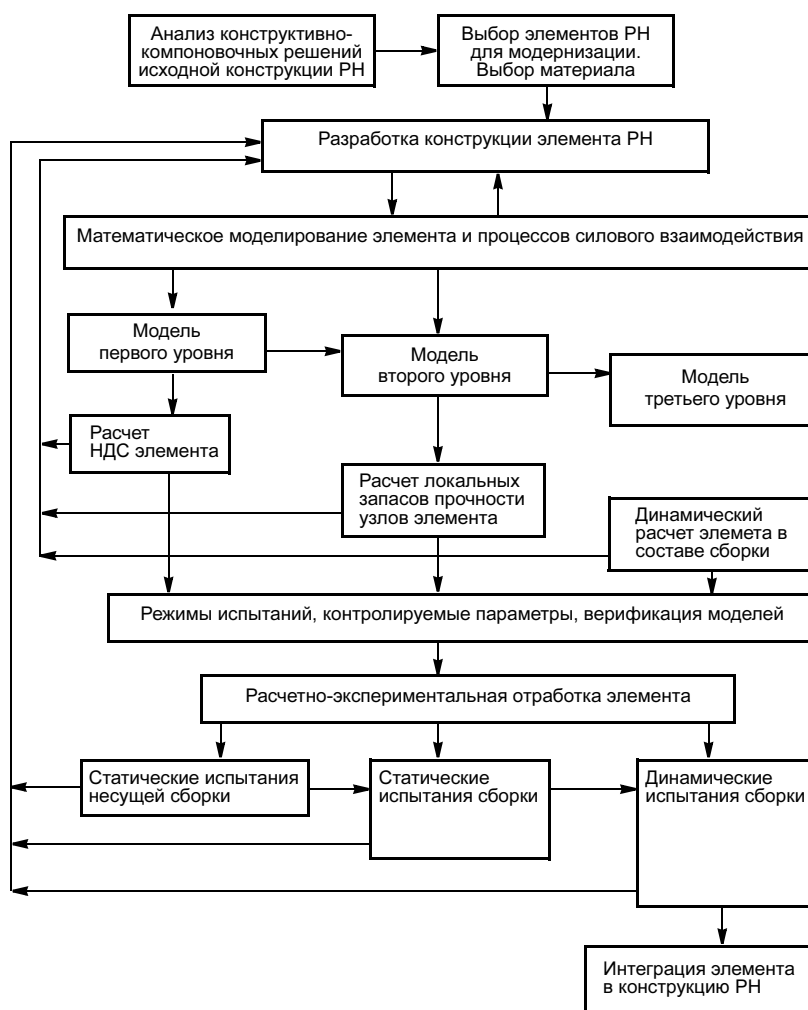 Анализ конструктивно-
компоновочных решений
исходной конструкции РН
Выбор элементов РН
для модернизации.
Выбор материала
Разработка конструкции элемента РН
Математическое моделирование элемента и процессов силового взаимодействия
Модель
первого уровня
Модель
второго уровня
Модель
третьего уровня
Расчет
НДС элемента
Расчет локальных
запасов прочности
узлов элемента
Динамический
расчет элемета в
составе сборки
Режимы испытаний, контролируемые параметры, верификация моделей
Расчетно-экспериментальная отработка элемента
Статические испытания
несущей сборки
Статические
испытания сборки
Динамические
испытания сборки
Интеграция элемента
в конструкцию РН